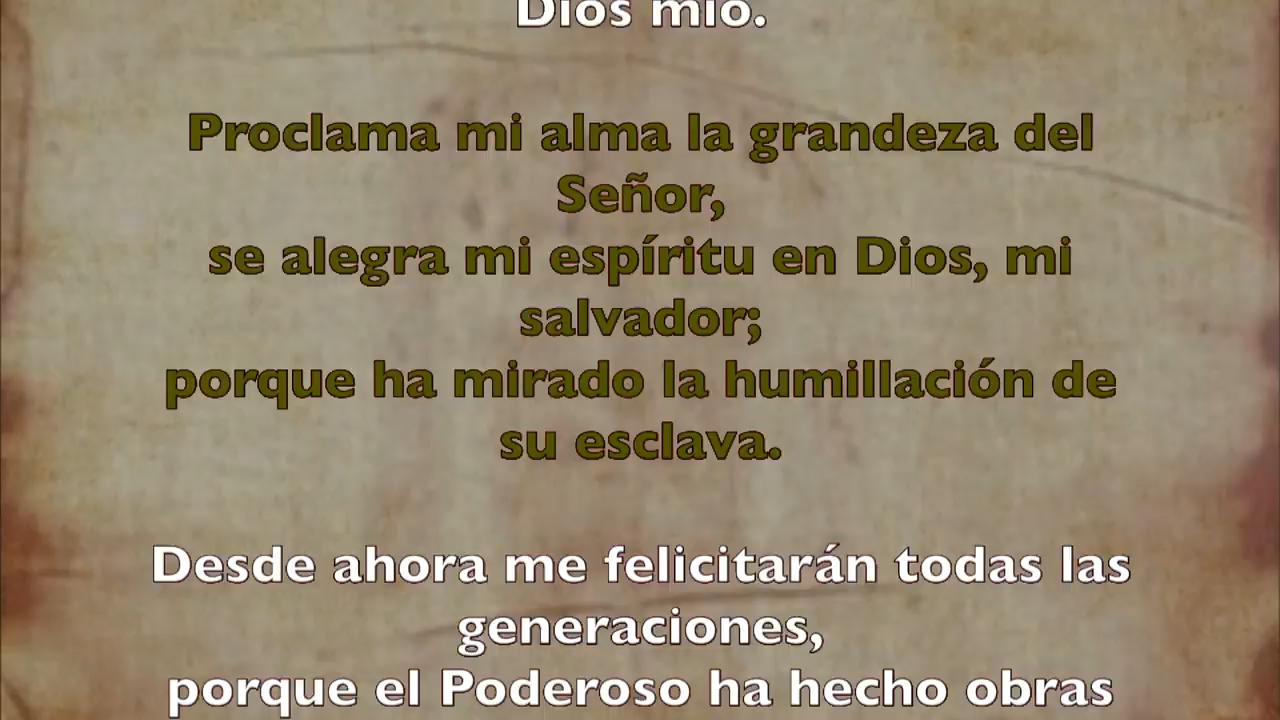 Dios mío.
Proclama mi alma la grandeza del
Señor,
se alegra mi espíritu en Dios, mi
salvador;
porque ha mirado la humillación de
su esclava.
Desde ahora me felicitarán todas las
generaciones,
porque el Poderoso ha hecho obras